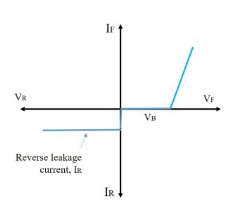 IF
VR
VF
VB
Reverse leakage
current, IR
IR